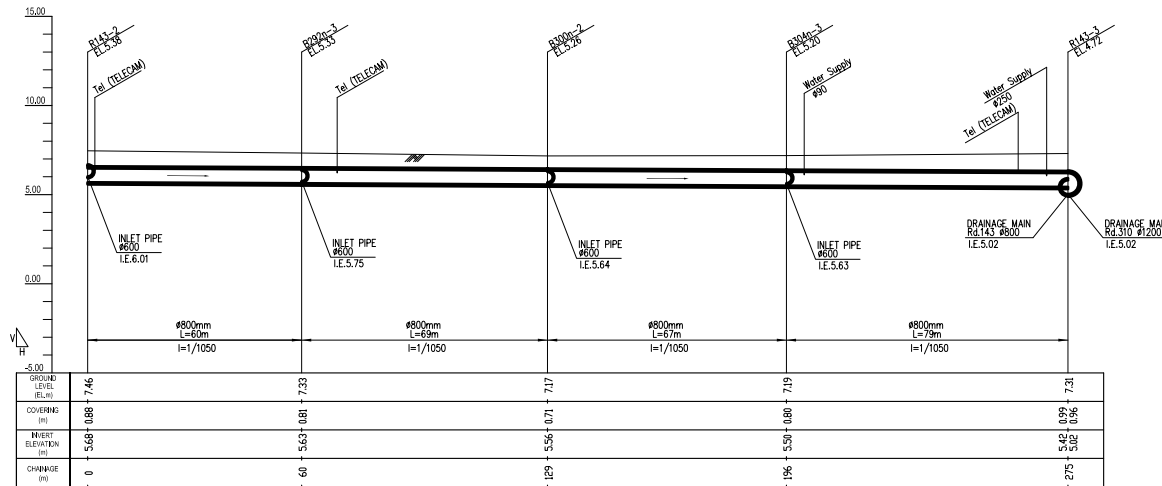 15.00
10.00
5.00
0.00
-5.00
V
H
R143-2
EL.5.38
R292n-3
EL.5.33
R300n-2
EL.5.26
R304n-3
EL.5.20
R143-3
EL.4.72
Tel (TELECAM)
Tel (TELECAM)
Water Supply
ø90
Water Supply
ø250
Tel (TELECAM)
INLET PIPE
ø600
I.E.6.01
INLET PIPE
ø600
I.E.5.75
INLET PIPE
ø600
I.E.5.64
INLET PIPE
ø600
I.E.5.63
DRAINAGE MAIN
Rd.143 ø800
I.E.5.02
DRAINAGE MAI
Rd.310 ø1200
I.E.5.02
ø800mm
L=60m
I=1/1050
ø800mm
L=69m
I=1/1050
ø800mm
L=67m
I=1/1050
ø800mm
L=79m
I=1/1050
GROUND
LEVEL
(EL.m)
7.46
7.33
7.17
7.19
7.31
COVERING
(m)
0.88
0.81
0.71
0.80
0.99
0.96
INVERT
ELEVATION
(m)
5.68
5.63
5.56
5.50
5.42
5.02
CHAINAGE
(m)
0
60
129
196
275